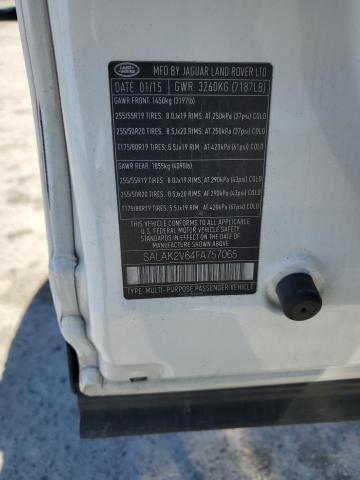 LAND ROVER
MFD BY JAGUAR LAND ROVER LTD
DATE: 01/15 GWR: 3260KG (7187LB)
GAWR FRONT: 1450kg (3197lb)
255/55R19 TIRES. 8.0Jx19 RIMS. AT 250kPa (37psi) COLD
255/50R20 TIRES. 8.5Jx20 RIMS. AT 250kPa (37psi) COLD
T175/80R19 TIRES. 5.5Jx19 RIM. AT 420kPa (61psi) COLD
GAWR REAR: 1855kg (4090lb)
255/55R19 TIRES. 8.0Jx19 RIMS. AT 290kPa (43psi) COLD
255/50R20 TIRES. 8.5Jx20 RIMS. AT 290kPa (43psi) COLD
T175/80R19 TIRES. 5.5Jx19 RIM. AT 420kPa (61psi) COLD
THIS VEHICLE CONFORMS TO ALL APPLICABLE
U.S. FEDERAL MOTOR VEHICLE SAFETY
STANDARDS IN EFFECT ON THE DATE OF
MANUFACTURE SHOWN ABOVE
SALAK2V64FA757065
TYPE: MULTI-PURPOSE PASSENGER VEHICLE